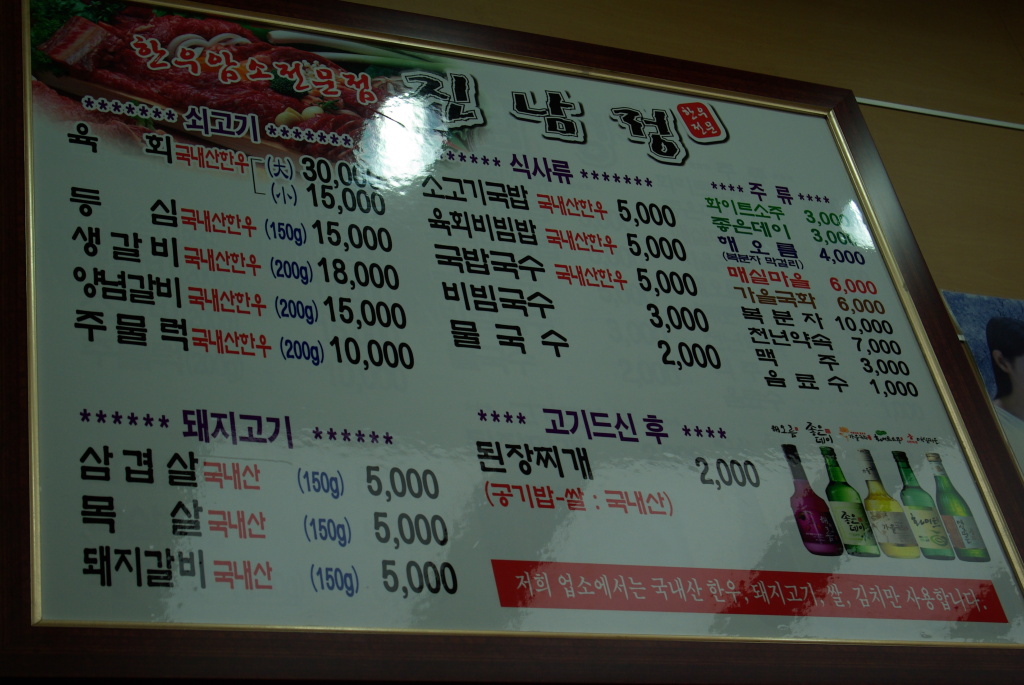 한우암소전문점
진남정 한우전문
******* 쇠고기 *******
육 회 국내산한우 (大) 30,000
(小) 15,000
등 심 국내산한우 (150g) 15,000
생갈비 국내산한우 (200g) 18,000
양념갈비 국내산한우 (200g) 15,000
주물럭 국내산한우 (200g) 10,000
***** 식사류 *******
소고기국밥 국내산한우 5,000
육회비빔밥 국내산한우 5,000
국밥국수 국내산한우 5,000
비빔국수 3,000
물국수 2,000
**** 주 류 ****
화이트소주 3,000
좋은데이 3,000
해오름 4,000
(복분자 막걸리)
매실마을 6,000
가을국화 6,000
복분자 10,000
천년약속 7,000
맥 주 3,000
음료수 1,000
****** 돼지고기 ******
삼겹살 국내산 (150g) 5,000
목 살 국내산 (150g) 5,000
돼지갈비 국내산 (150g) 5,000
**** 고기드신 후 ****
된장찌개 2,000
(공기밥-쌀 : 국내산)
좋은데이
저희 업소에서는 국내산 한우, 돼지고기, 쌀, 김치만 사용합니다.